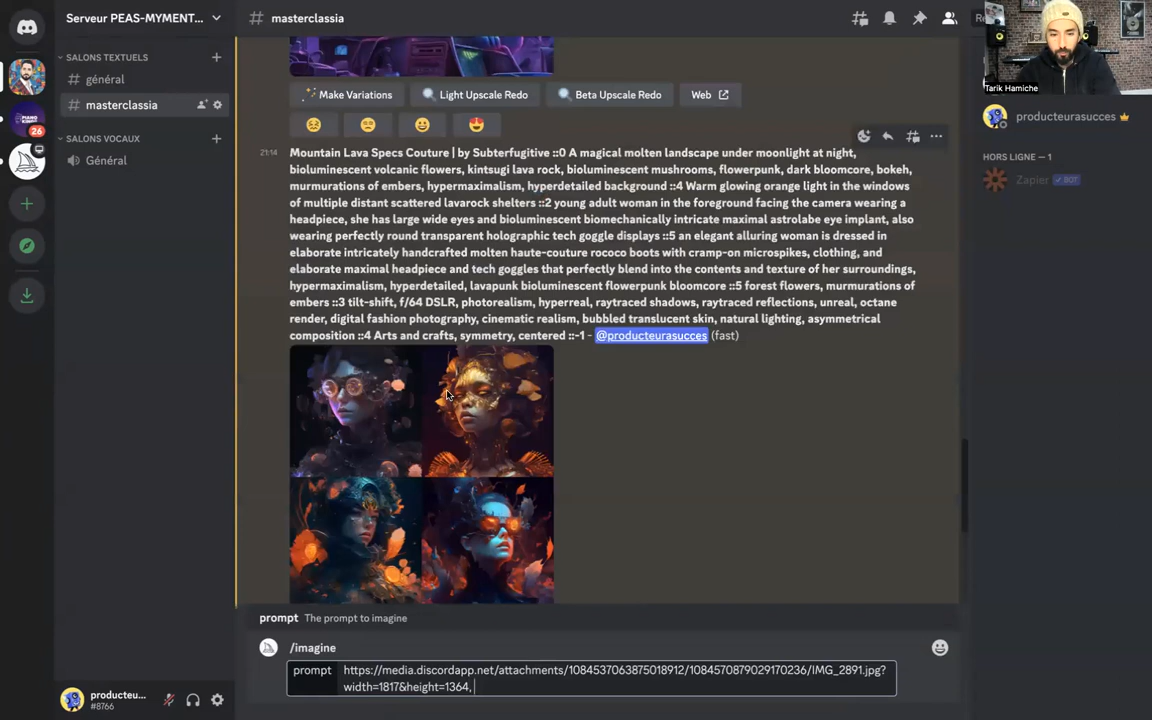 Serveur PEAS-MYMENT...
masterclassia
Tarik Hamiche
SALONS TEXTUELS
général
masterclassia
26
SALONS VOCAUX
Général
Make Variations
Light Upscale Redo
Beta Upscale Redo
Web
producteurasucces
HORS LIGNE — 1
Zapier
BOT
21:14
Mountain Lava Specs Couture | by Subterfugitive ::0 A magical molten landscape under moonlight at night,
bioluminescent volcanic flowers, kintsugi lava rock, bioluminescent mushrooms, flowerpunk, dark bloomcore, bokeh,
murmurations of embers, hypermaximalism, hyperdetailed background ::4 Warm glowing orange light in the windows
of multiple distant scattered lavarock shelters ::2 young adult woman in the foreground facing the camera wearing a
headpiece, she has large wide eyes and bioluminescent biomechanically intricate maximal astrolabe eye implant, also
wearing perfectly round transparent holographic tech goggle displays ::5 an elegant alluring woman is dressed in
elaborate intricately handcrafted molten haute-couture rococo boots with cramp-on microspikes, clothing, and
elaborate maximal headpiece and tech goggles that perfectly blend into the contents and texture of her surroundings,
hypermaximalism, hyperdetailed, lavapunk bioluminescent flowerpunk bloomcore ::5 forest flowers, murmurations of
embers ::3 tilt-shift, f/64 DSLR, photorealism, hyperreal, raytraced shadows, raytraced reflections, unreal, octane
render, digital fashion photography, cinematic realism, bubbled translucent skin, natural lighting, asymmetrical
composition ::4 Arts and crafts, symmetry, centered ::-1 - @producteurasucces (fast)
prompt The prompt to imagine
/imagine
prompt https://media.discordapp.net/attachments/1084537063875018912/1084570879029170236/IMG_2891.jpg?
width=1817&height=1364,
producteu...
#8766